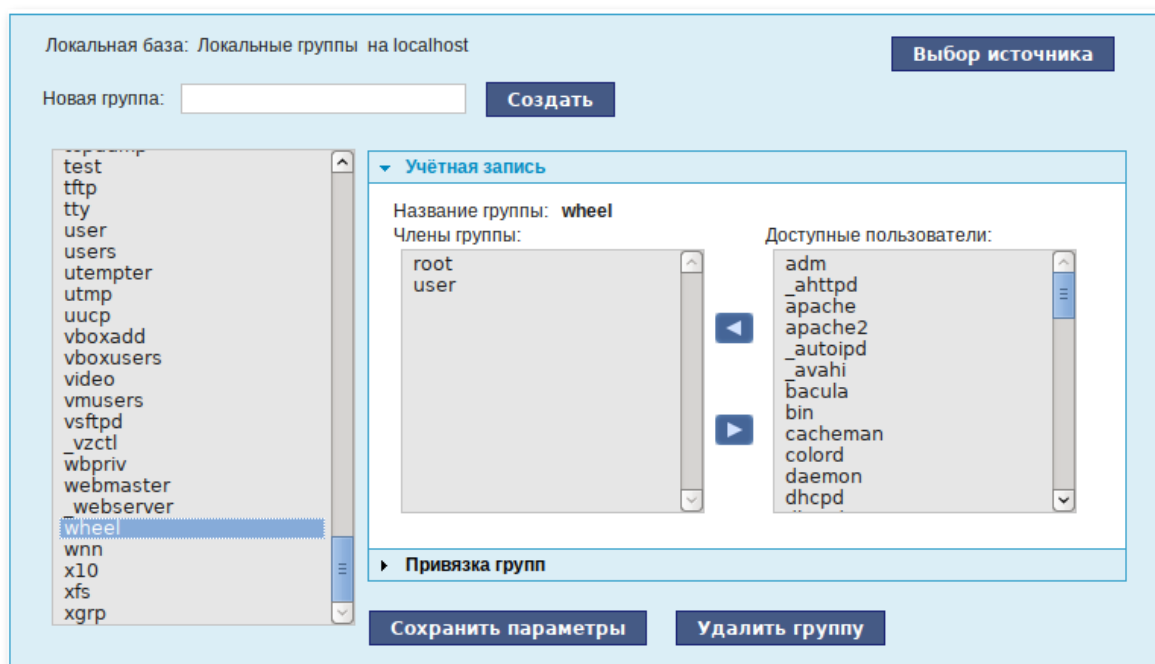 Локальная база: Локальные группы на localhost
Выбор источника
Новая группа:
Создать
test
tftp
tty
user
users
utempter
utmp
uucp
vboxadd
vboxusers
video
vmusers
vsftpd
_vzctl
wbpriv
webmaster
_webserver
wheel
wnn
x10
xfs
xgrp
Учётная запись
Название группы: wheel
Члены группы:
root
user
Доступные пользователи:
adm
_ahttpd
apache
apache2
_autoipd
_avahi
bacula
bin
cacheman
colord
daemon
dhcpd
Привязка групп
Сохранить параметры
Удалить группу